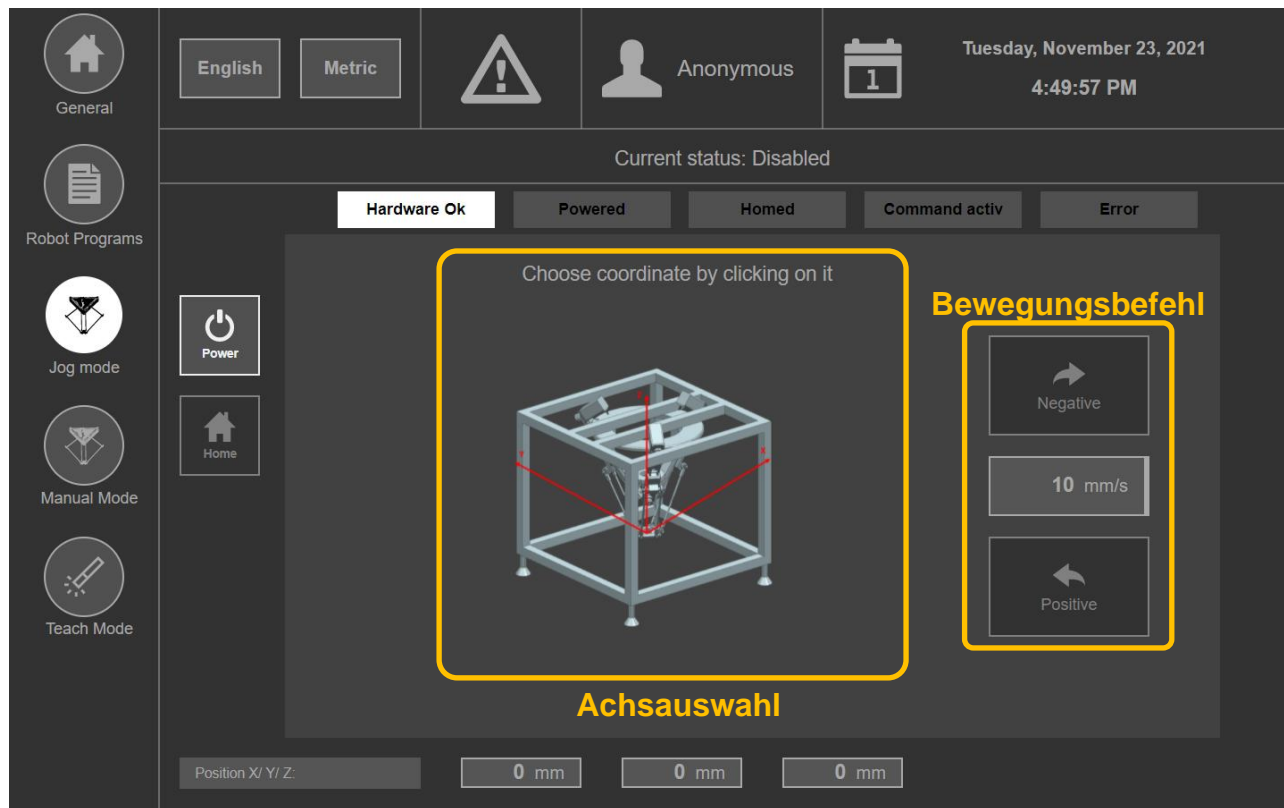 General
English
Metric
Anonymous
1
Tuesday, November 23, 2021
4:49:57 PM
Current status: Disabled
Robot Programs
Hardware Ok
Powered
Homed
Command activ
Error
Choose coordinate by clicking on it
Bewegungsbefehl
Jog mode
Power
Negative
Home
Y
X
10 mm/s
Manual Mode
Positive
Teach Mode
Achsauswahl
Position X/ Y/ Z:
0 mm
0 mm
0 mm